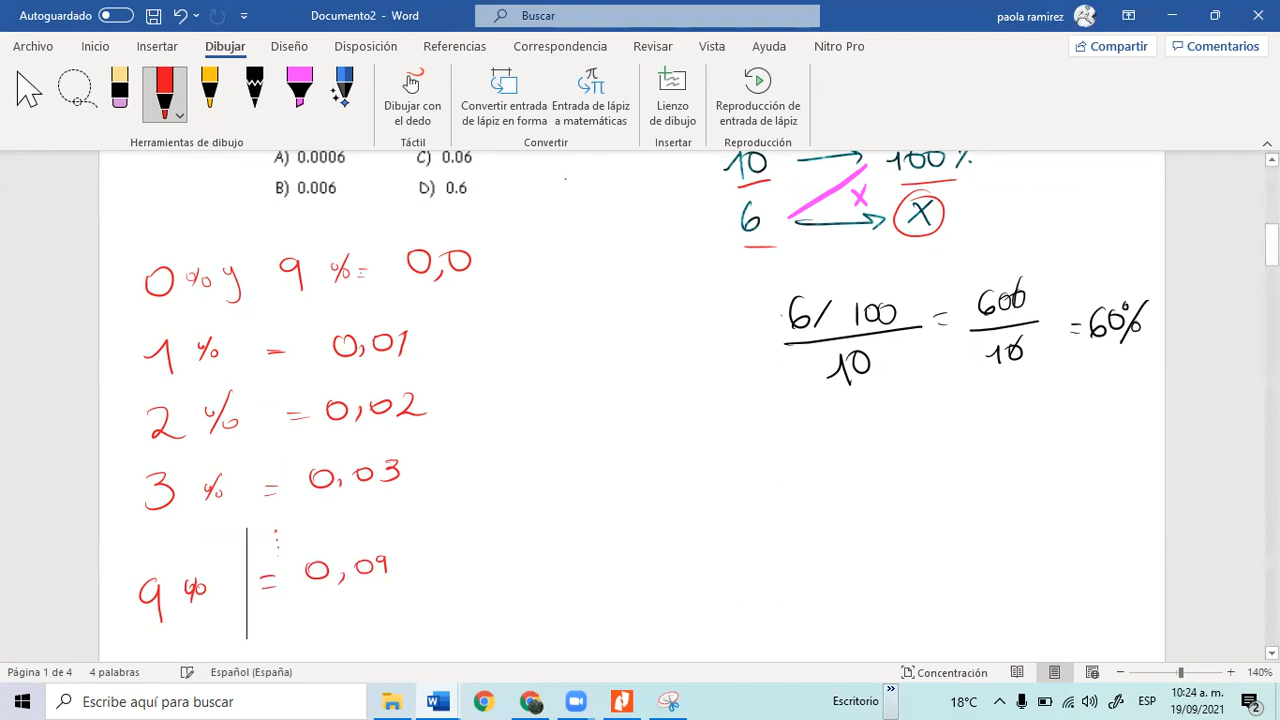 Autoguardado
Documento2 - Word
Buscar
paola ramirez
Archivo Inicio Insertar Dibujar Diseño Disposición Referencias Correspondencia Revisar Vista Ayuda Nitro Pro
Compartir Comentarios
Dibujar con el dedo
Convertir entrada de lápiz en forma
Entrada de lápiz a matemáticas
Lienzo de dibujo
Reproducción de entrada de lápiz
Herramientas de dibujo Táctil Convertir Insertar Reproducción
A) 0.0006 C) 0.06
B) 0.006 D) 0.6
10 → 100%
6 X
x
0% y 9% = 0,0
1% = 0,01
2% = 0,02
3% = 0,03
9% = 0,09
6/ 100 = 600 = 60%
10 10
Página 1 de 4 4 palabras Español (España) Concentración 140%
Escribe aquí para buscar
Escritorio » 18°C ESP 10:24 a. m.
19/09/2021
2